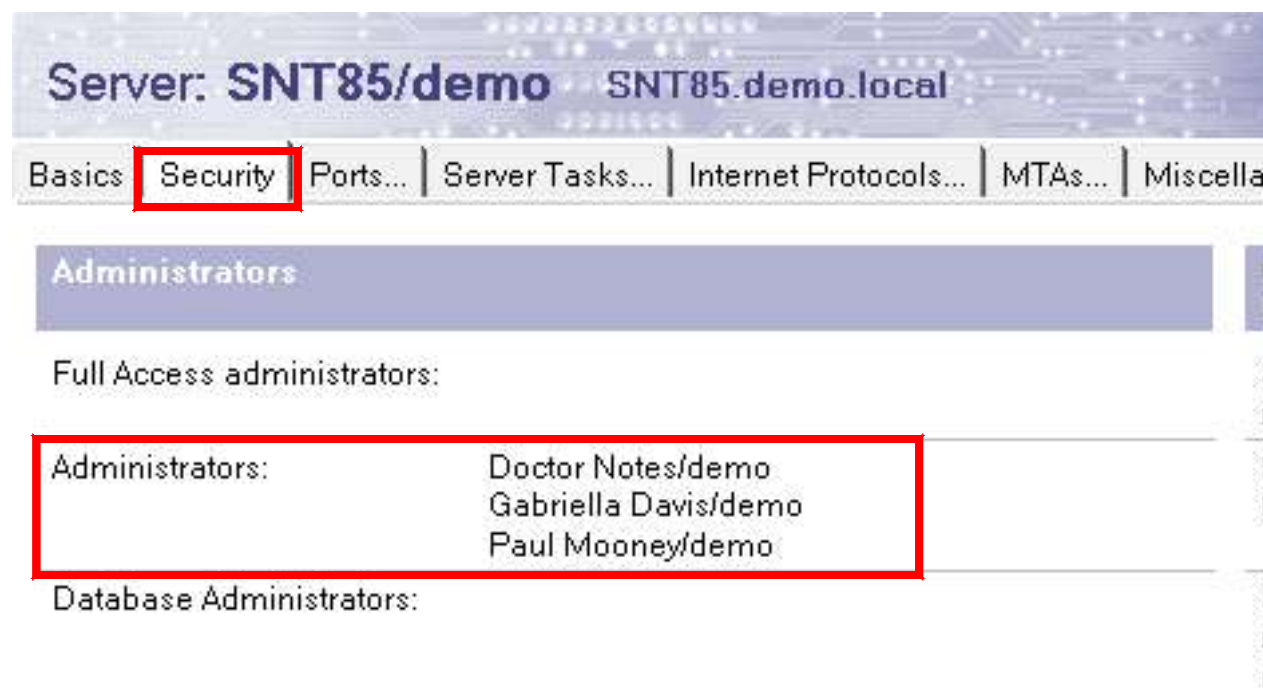 Server: SNT85/demo SNT85.demo.local
Basics Security Ports... Server Tasks... Internet Protocols... MTAs... Miscella
Administrators
Full Access administrators:
Administrators: Doctor Notes/demo
Gabriella Davis/demo
Paul Mooney/demo
Database Administrators: